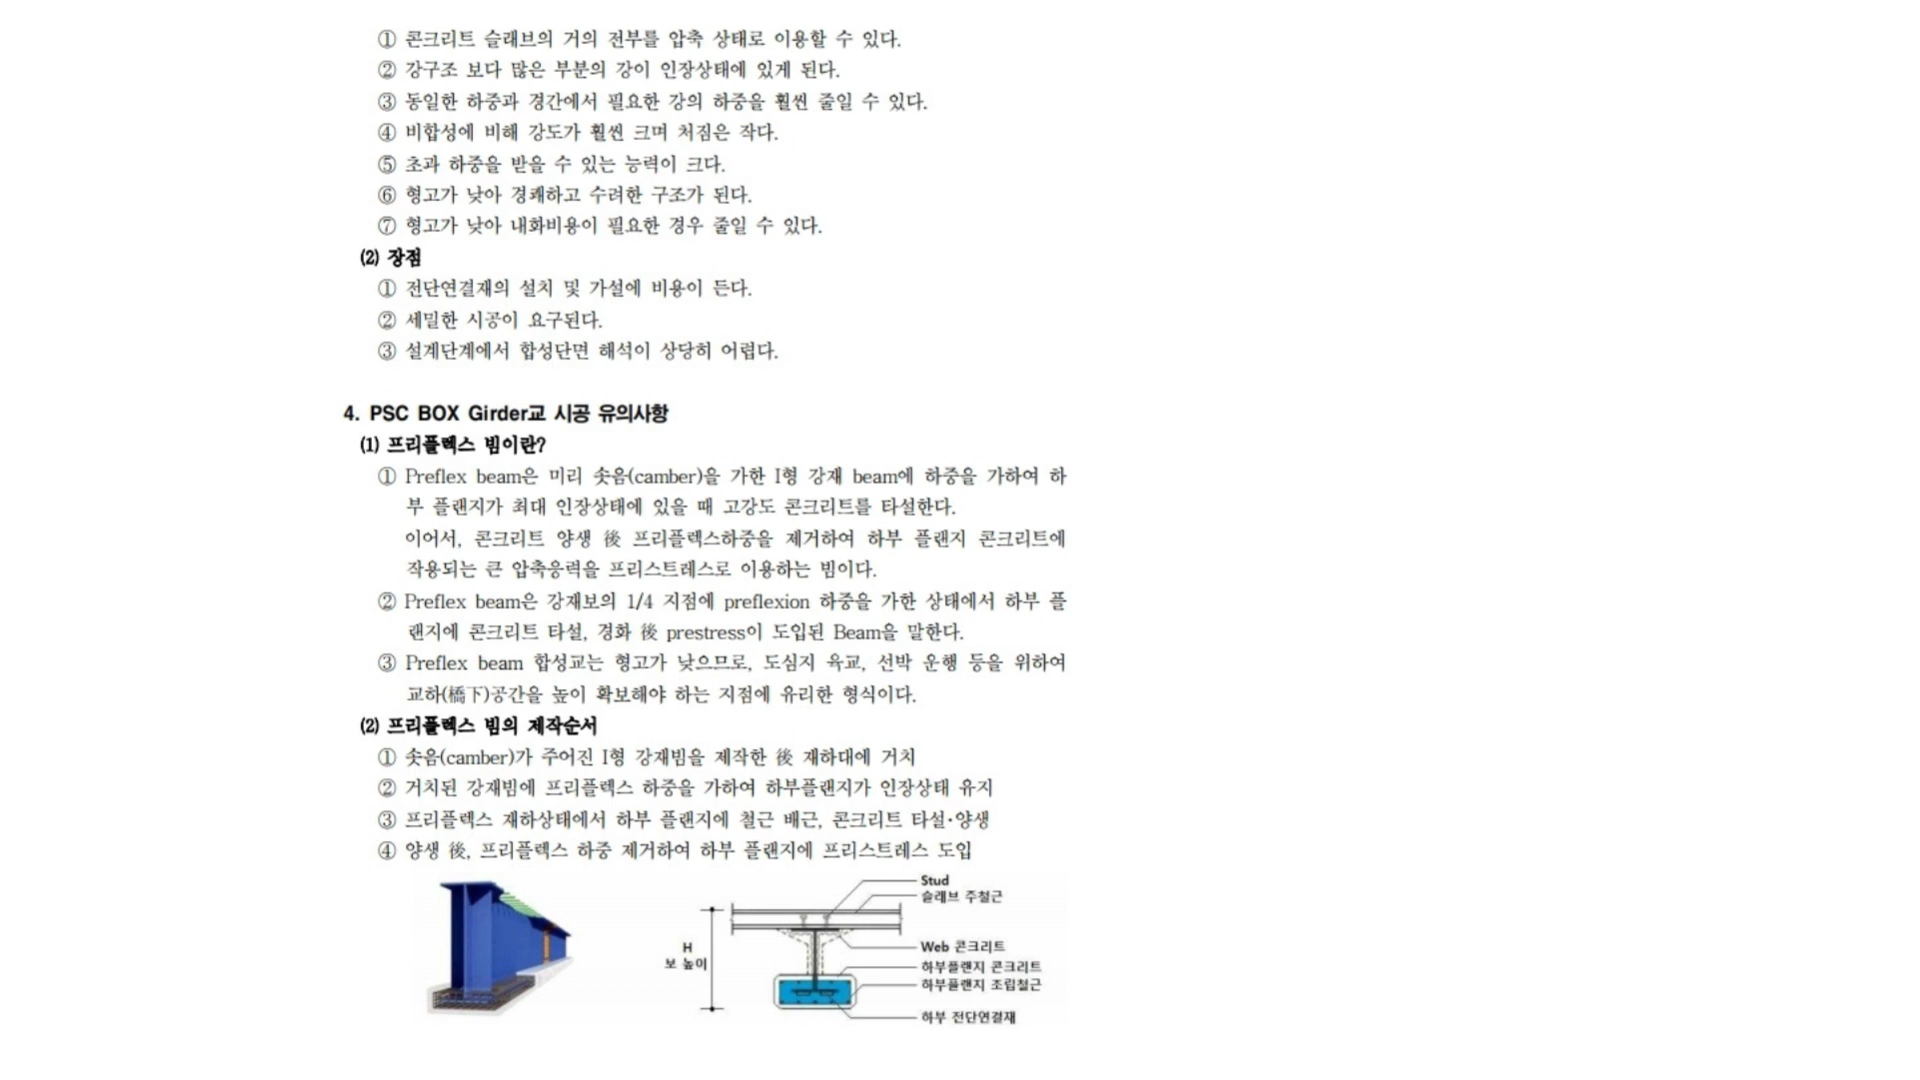 ① 콘크리트 슬래브의 거의 전부를 압축 상태로 이용할 수 있다.
② 강구조 보다 많은 부분의 강이 인장상태에 있게 된다.
③ 동일한 하중과 경간에서 필요한 강의 하중을 훨씬 줄일 수 있다.
④ 비합성에 비해 강도가 훨씬 크며 처짐은 작다.
⑤ 초과 하중을 받을 수 있는 능력이 크다.
⑥ 형고가 낮아 경쾌하고 수려한 구조가 된다.
⑦ 형고가 낮아 내화비용이 필요한 경우 줄일 수 있다.
(2) 장점
① 전단연결재의 설치 및 가설에 비용이 든다.
② 세밀한 시공이 요구된다.
③ 설계단계에서 합성단면 해석이 상당히 어렵다.
4. PSC BOX Girder교 시공 유의사항
(1) 프리플렉스 빔이란?
① Preflex beam은 미리 솟음(camber)을 가한 I형 강재 beam에 하중을 가하여 하
부 플랜지가 최대 인장상태에 있을 때 고강도 콘크리트를 타설한다.
이어서, 콘크리트 양생 後 프리플렉스하중을 제거하여 하부 플랜지 콘크리트에
작용되는 큰 압축응력을 프리스트레스로 이용하는 빔이다.
② Preflex beam은 강재보의 1/4 지점에 preflexion 하중을 가한 상태에서 하부 플
랜지에 콘크리트 타설, 경화 後 prestress이 도입된 Beam을 말한다.
③ Preflex beam 합성교는 형고가 낮으므로, 도심지 육교, 선박 운행 등을 위하여
교하(橋下)공간을 높이 확보해야 하는 지점에 유리한 형식이다.
(2) 프리플렉스 빔의 제작순서
① 솟음(camber)가 주어진 I형 강재빔을 제작한 後 재하대에 거치
② 거치된 강재빔에 프리플렉스 하중을 가하여 하부플랜지가 인장상태 유지
③ 프리플렉스 재하상태에서 하부 플랜지에 철근 배근, 콘크리트 타설·양생
④ 양생 後, 프리플렉스 하중 제거하여 하부 플랜지에 프리스트레스 도입
Stud
슬래브 주철근
H
보 높이
Web 콘크리트
하부플랜지 콘크리트
하부플랜지 조립철근
하부 전단연결재